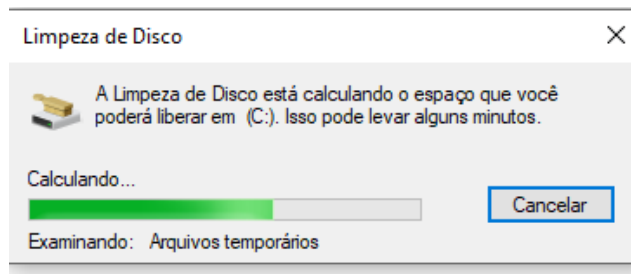 Limpeza de Disco
A Limpeza de Disco está calculando o espaço que você
poderá liberar em (C:). Isso pode levar alguns minutos.
Calculando...
Cancelar
Examinando: Arquivos temporários